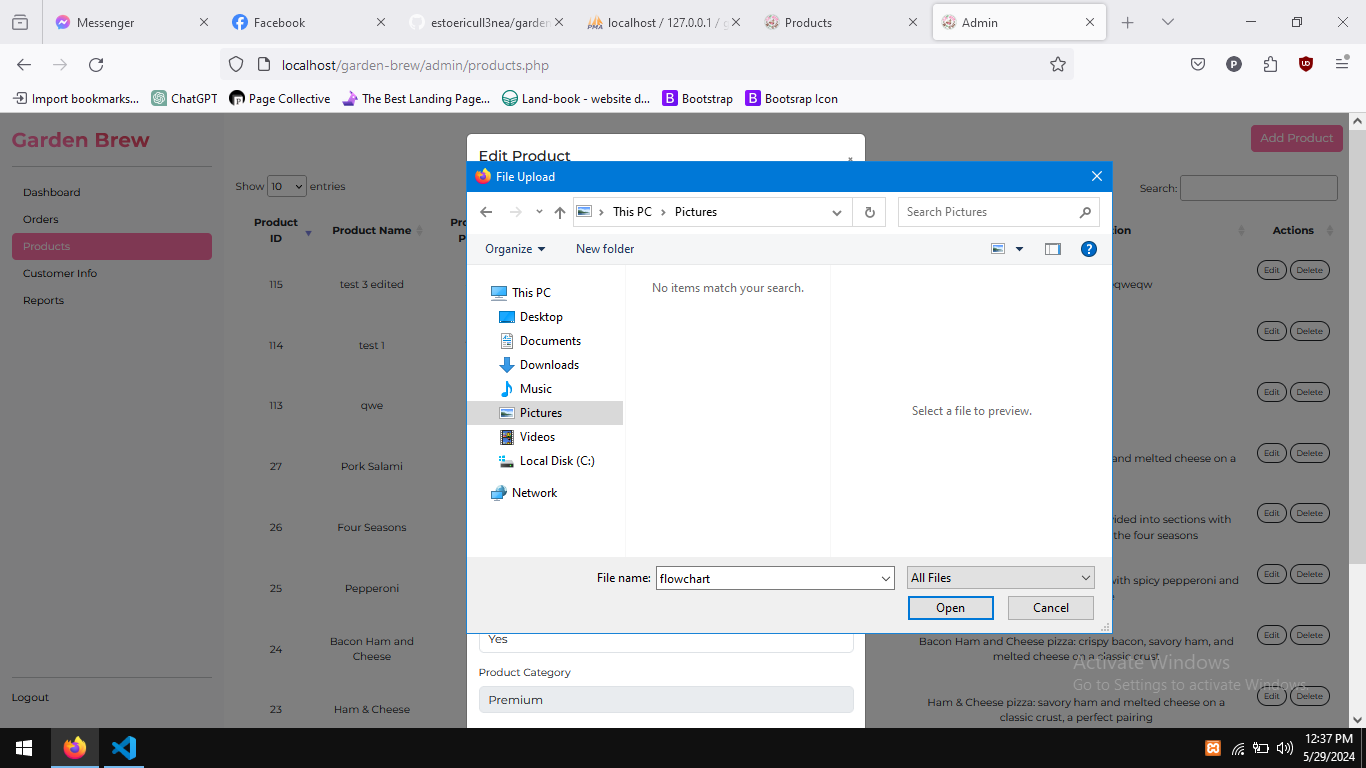 Messenger
Facebook
estoericull3nea/garden
localhost / 127.0.0.1 / g
Products
Admin
localhost/garden-brew/admin/products.php
Import bookmarks...
ChatGPT
Page Collective
The Best Landing Page...
Land-book - website d...
Bootstrap
Bootsrap Icon
Garden Brew
Add Product
Dashboard
Orders
Products
Customer Info
Reports
Logout
Show 10 entries
Search:
Product ID
Product Name
Actions
115
test 3 edited
qweqw
Edit Delete
114
test 1
Edit Delete
113
qwe
Edit Delete
27
Pork Salami
and melted cheese on a
Edit Delete
26
Four Seasons
into sections with
the four seasons
Edit Delete
25
Pepperoni
with spicy pepperoni and
Edit Delete
24
Bacon Ham and
Cheese
Bacon Ham and Cheese pizza: crispy bacon, savory ham, and
melted cheese on a classic crust
Edit Delete
23
Ham & Cheese
Ham & Cheese pizza: savory ham and melted cheese on a
classic crust, a perfect pairing
Edit Delete
Edit Product
File Upload
This PC
Pictures
Search Pictures
Organize
New folder
This PC
Desktop
Documents
Downloads
Music
Pictures
Videos
Local Disk (C:)
Network
No items match your search.
Select a file to preview.
File name: flowchart
All Files
Open
Cancel
Yes
Product Category
Premium
Activate Windows
Go to Settings to activate Windows.
12:37 PM
5/29/2024